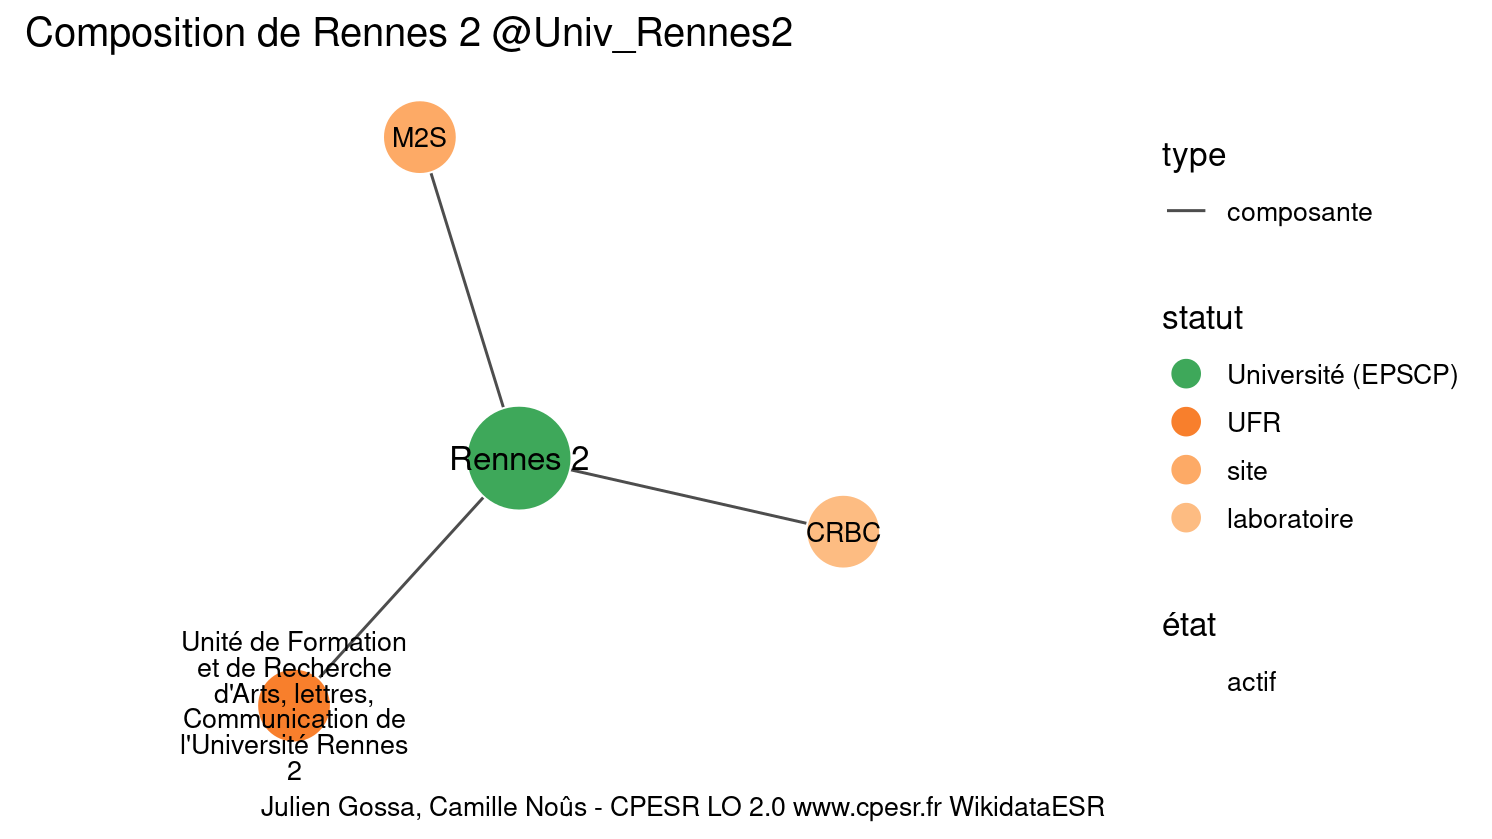 Composition de Rennes 2 @Univ_Rennes2
M2S
Rennes 2
CRBC
Unité de Formation
et de Recherche
d'Arts, lettres,
Communication de
l'Université Rennes
2
type
composante
statut
Université (EPSCP)
UFR
site
laboratoire
état
actif
Julien Gossa, Camille Noûs - CPESR LO 2.0 www.cpesr.fr WikidataESR